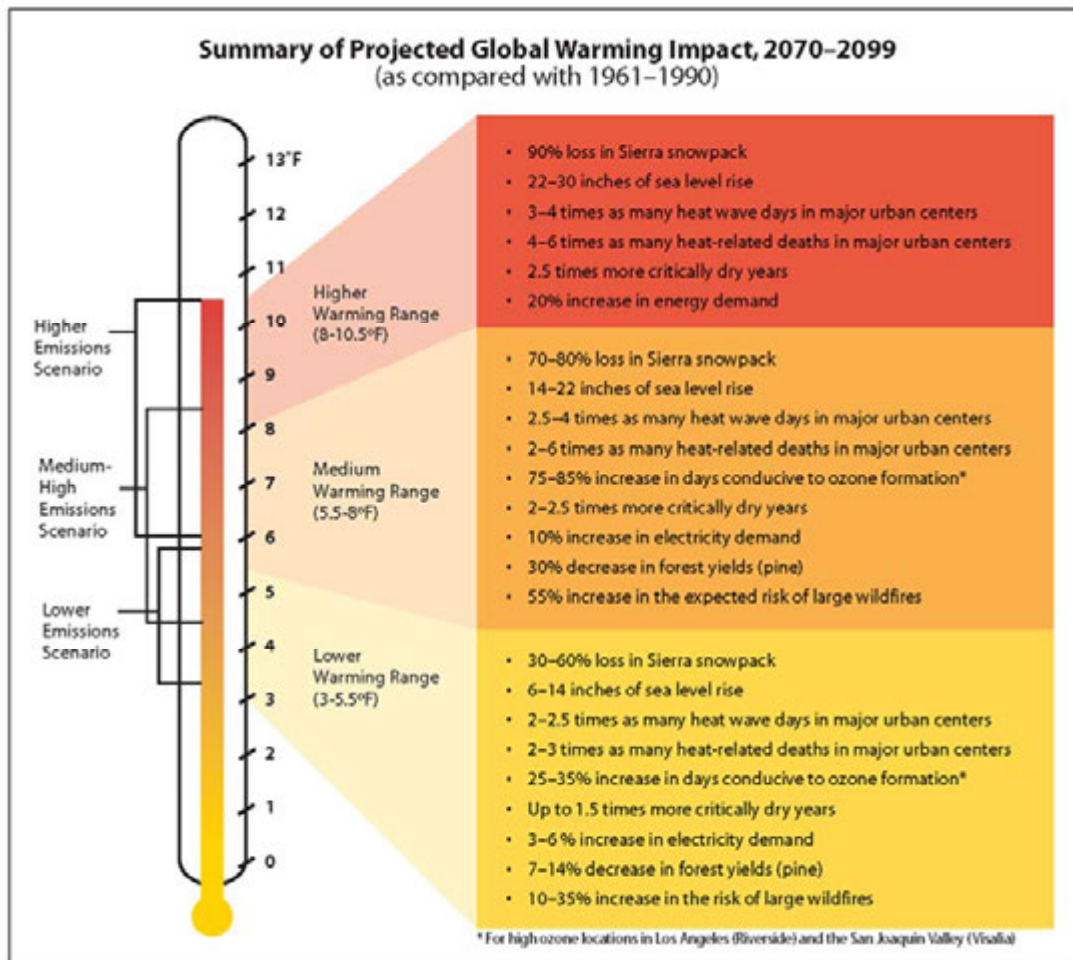 Summary of Projected Global Warming Impact, 2070–2099
(as compared with 1961–1990)
13˚F
12
11
10
9
8
7
6
5
4
3
2
1
0
Higher
Emissions
Scenario
Medium-
High
Emissions
Scenario
Lower
Emissions
Scenario
Higher
Warming Range
(8-10.5ºF)
Medium
Warming Range
(5.5-8ºF)
Lower
Warming Range
(3-5.5ºF)
• 90% loss in Sierra snowpack
• 22–30 inches of sea level rise
• 3–4 times as many heat wave days in major urban centers
• 4–6 times as many heat-related deaths in major urban centers
• 2.5 times more critically dry years
• 20% increase in energy demand
• 70–80% loss in Sierra snowpack
• 14–22 inches of sea level rise
• 2.5–4 times as many heat wave days in major urban centers
• 2–6 times as many heat-related deaths in major urban centers
• 75–85% increase in days conducive to ozone formation*
• 2–2.5 times more critically dry years
• 10% increase in electricity demand
• 30% decrease in forest yields (pine)
• 55% increase in the expected risk of large wildfires
• 30–60% loss in Sierra snowpack
• 6–14 inches of sea level rise
• 2–2.5 times as many heat wave days in major urban centers
• 2–3 times as many heat-related deaths in major urban centers
• 25–35% increase in days conducive to ozone formation*
• Up to 1.5 times more critically dry years
• 3–6 % increase in electricity demand
• 7–14% decrease in forest yields (pine)
• 10–35% increase in the risk of large wildfires
* For high ozone locations in Los Angeles (Riverside) and the San Joaquin Valley (Visalia)